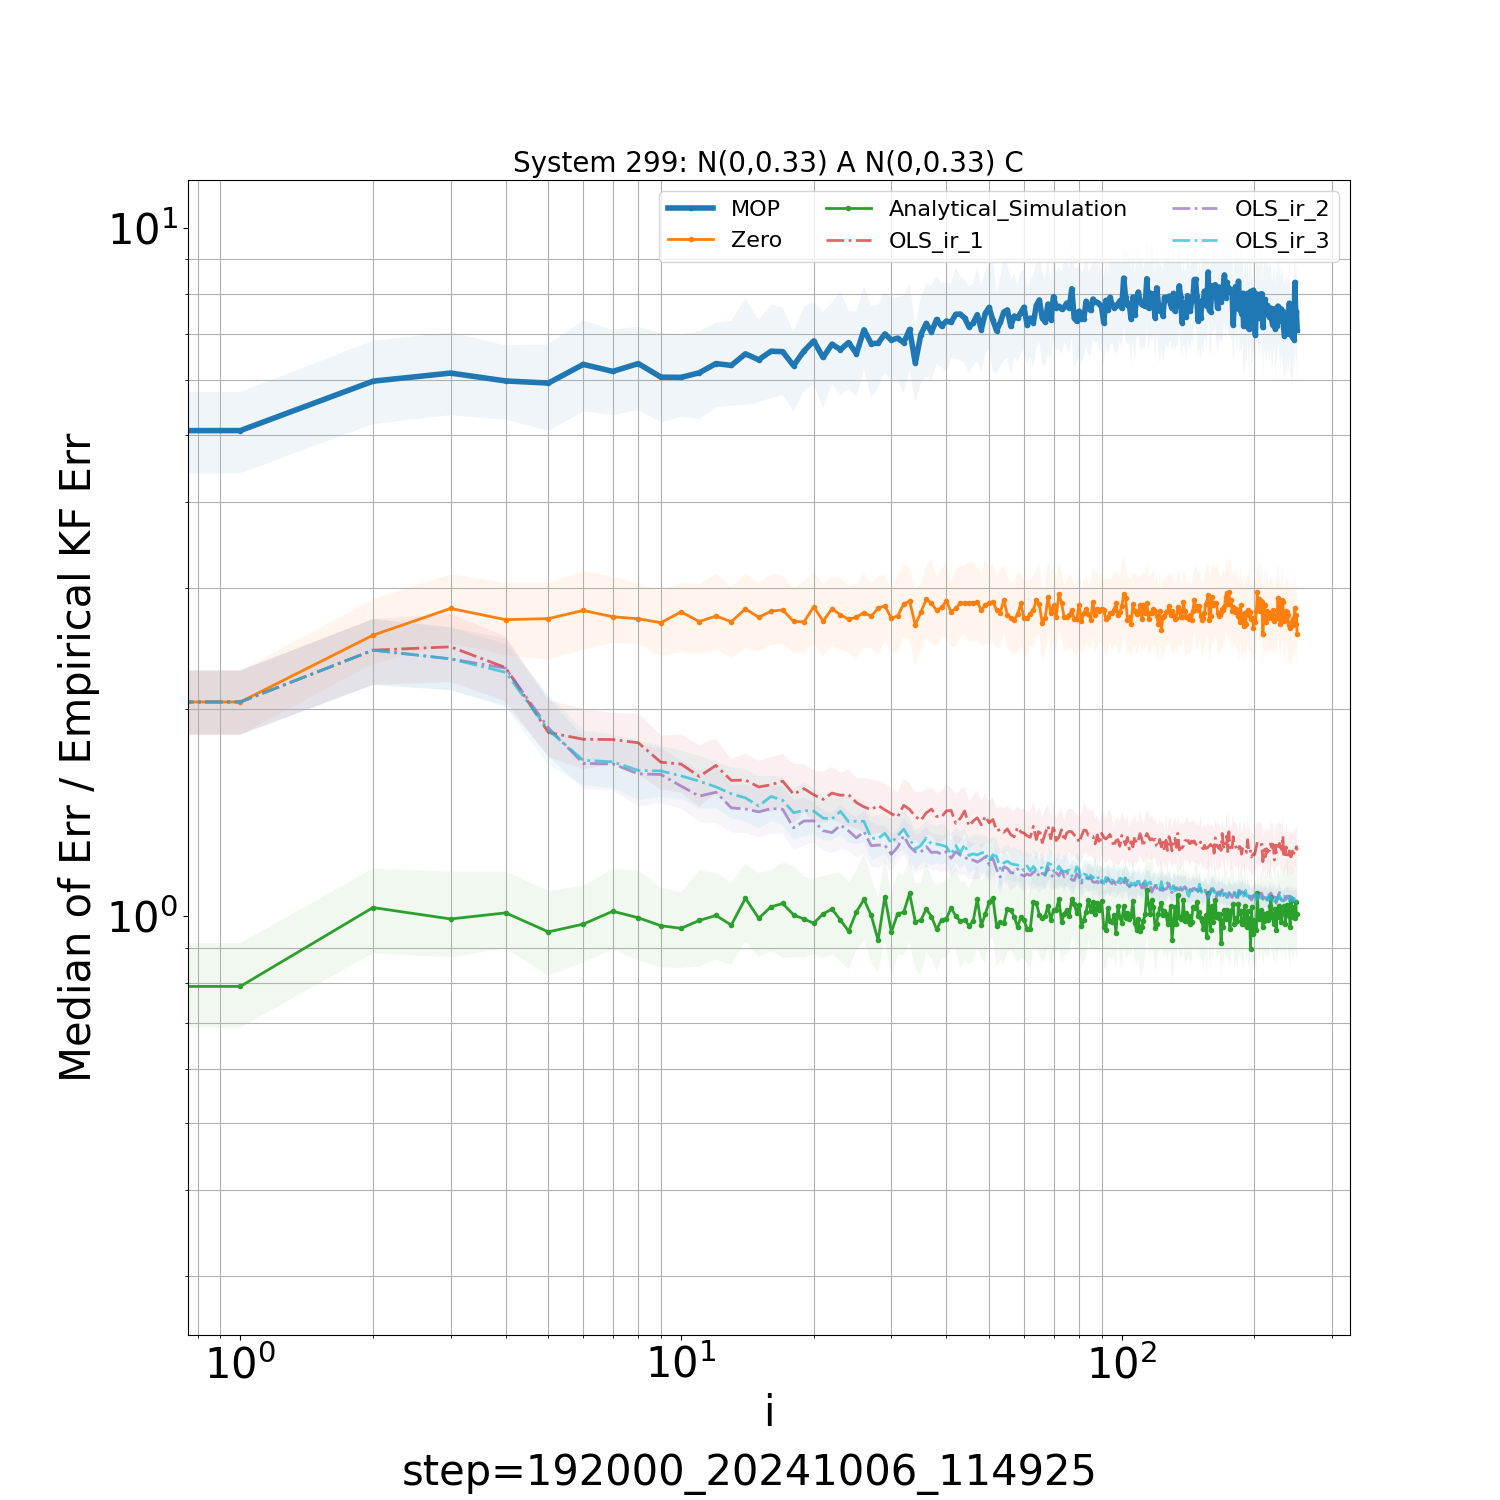 System 299: N(0,0.33) A N(0,0.33) C
MOP
Zero
Analytical_Simulation
OLS_ir_1
OLS_ir_2
OLS_ir_3
10¹
10⁰
Median of Err / Empirical KF Err
10⁰ 10¹ 10²
i
step=192000_20241006_114925